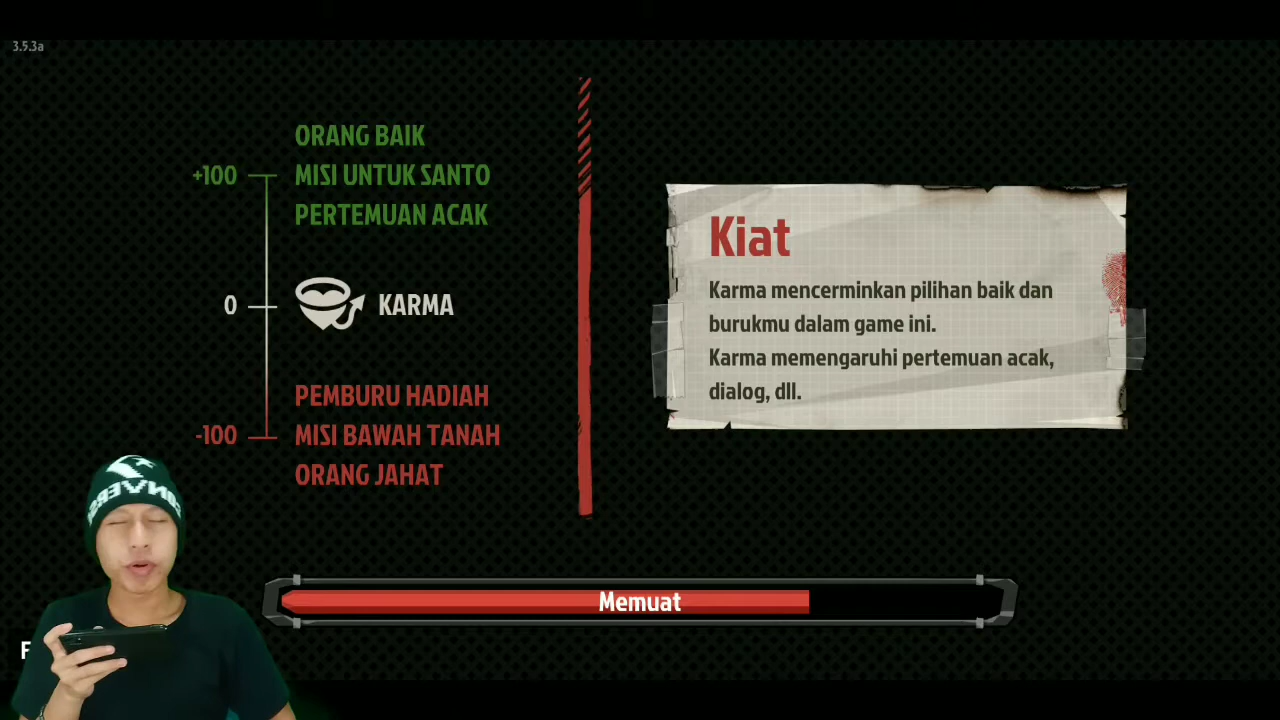 3.5.3a
ORANG BAIK
+100
MISI UNTUK SANTO
PERTEMUAN ACAK
0
KARMA
PEMBURU HADIAH
-100
MISI BAWAH TANAH
ORANG JAHAT
Kiat
Karma mencerminkan pilihan baik dan
burukmu dalam game ini.
Karma memengaruhi pertemuan acak,
dialog, dll.
CONVERS
Memuat
F